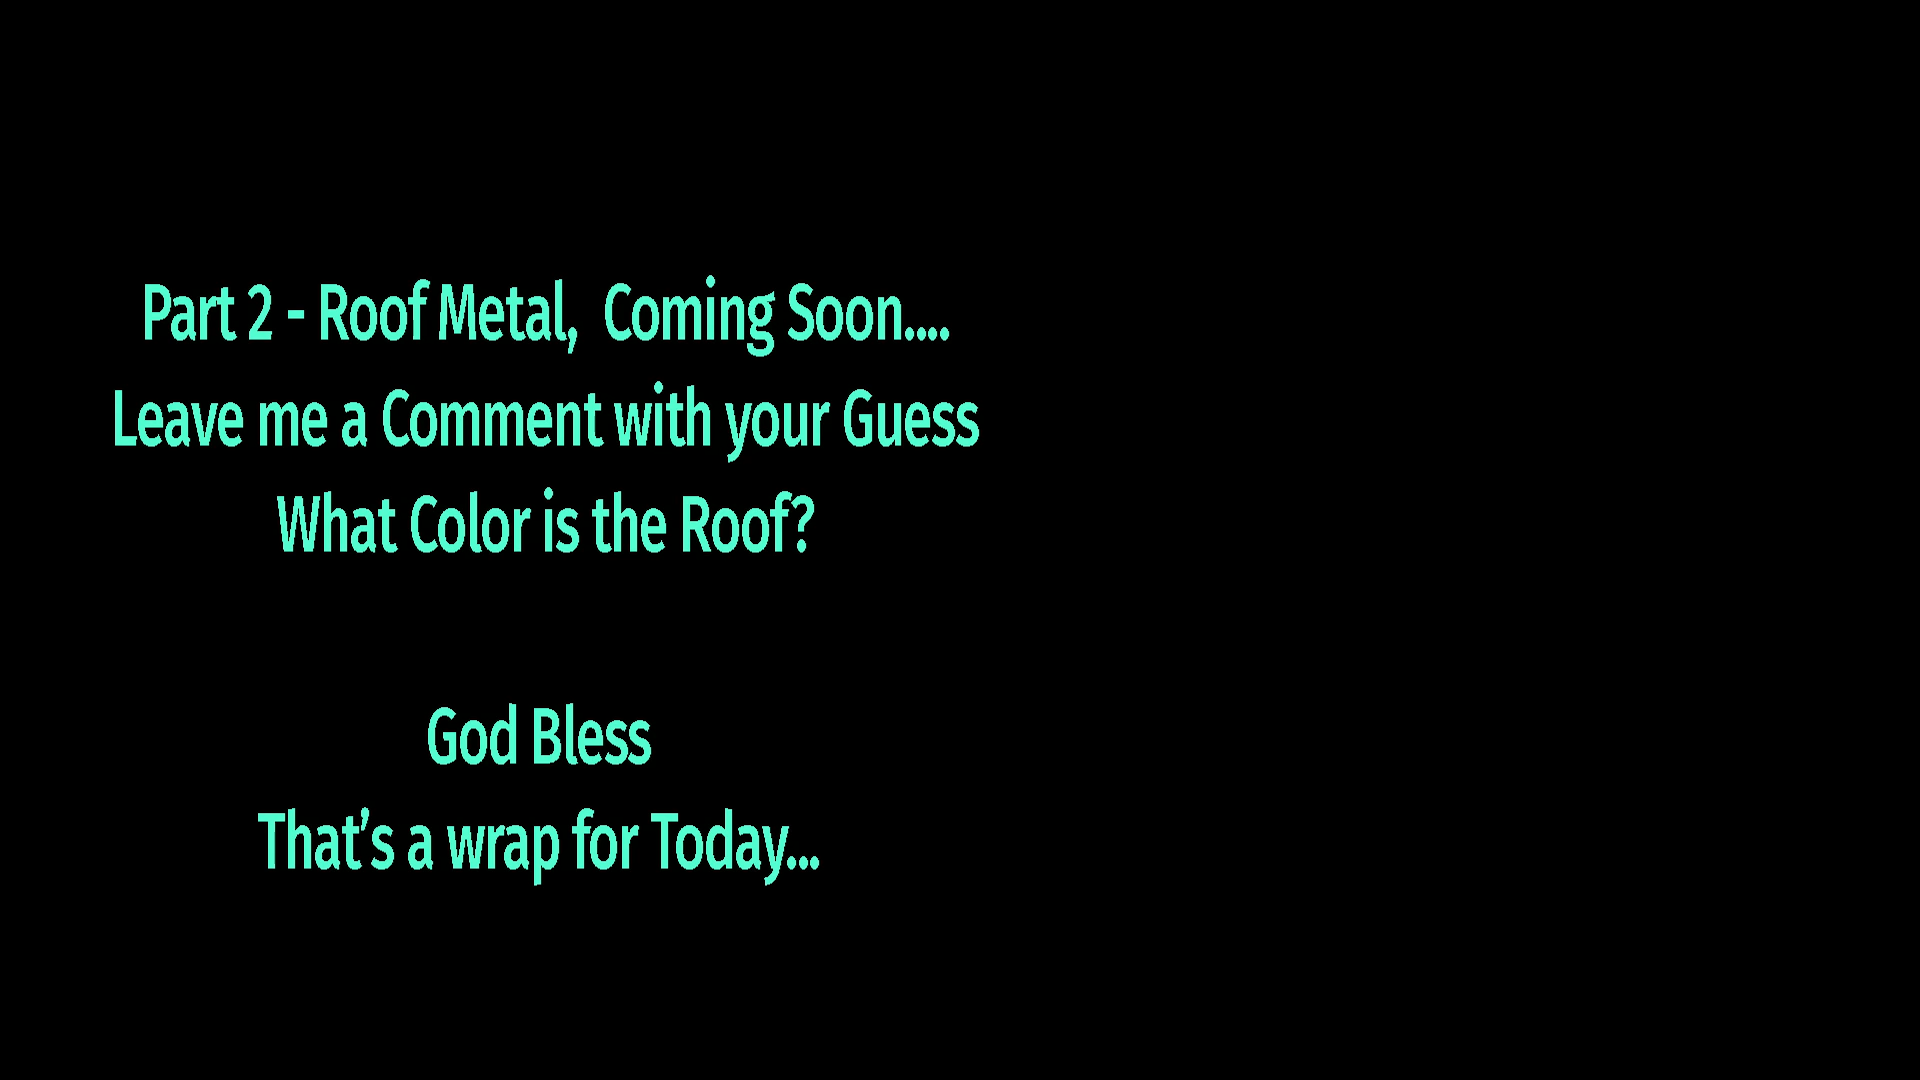 Part 2 - Roof Metal,  Coming Soon....
Leave me a Comment with your Guess
What Color is the Roof?
God Bless
That’s a wrap for Today...